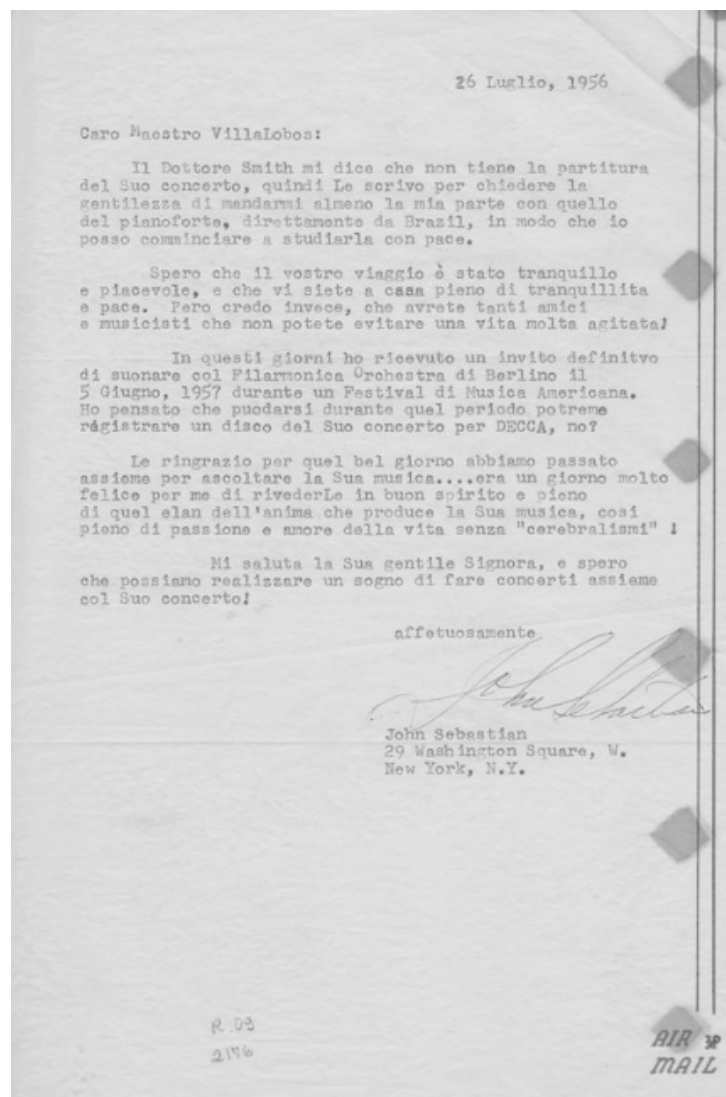 26 Luglio, 1956
Caro Maestro VillaLobos:
Il Dottore Smith mi dice che non tiene la partitura
del Suo concerto, quindi Le scrivo per chiedere la
gentilezza di mandarmi almeno la mia parte con quello
del pianoforte, direttamente da Brazil, in modo che io
posso comminciare a studiarla con pace.
Spero che il vostro viaggio è stato tranquillo
e piacevole, e che vi siete a casa pieno di tranquillita
e pace. Pero credo invece, che avrete tanti amici
e musicisti che non potete evitare una vita molta agitata!
In questi giorni ho ricevuto un invito definitvo
di suonare col Filarmonica Orchestra di Berlino il
5 Giugno, 1957 durante un Festival di Musica Americana.
Ho pensato che puodarsi durante quel periodo potreme
régistrare un disco del Suo concerto per DECCA, no?
Le ringrazio per quel bel giorno abbiamo passato
assieme per ascoltare la Sua musica....era un giorno molto
felice per me di rivederLe in buon spirito e pieno
di quel elan dell'anima che produce la Sua musica, cosi
pieno di passione e amore della vita senza "cerebralismi" !
Mi saluta la Sua gentile Signora, e spero
che possiamo realizzare un sogno di fare concerti assieme
col Suo concerto!
affetuosamente
John Sebastian
John Sebastian
29 Washington Square, W.
New York, N.Y.
R.09
2176
AIR 3P
MAIL